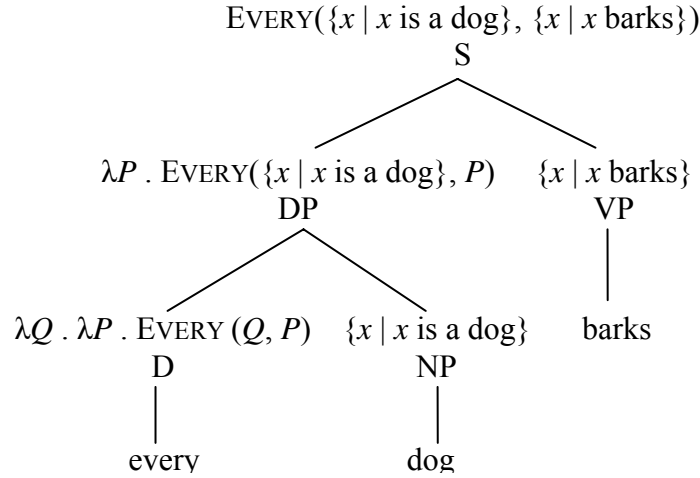 EVERY({x | x is a dog}, {x | x barks})
S
λP . EVERY({x | x is a dog}, P) {x | x barks}
DP VP
λQ . λP . EVERY (Q, P) {x | x is a dog} barks
D NP
every dog